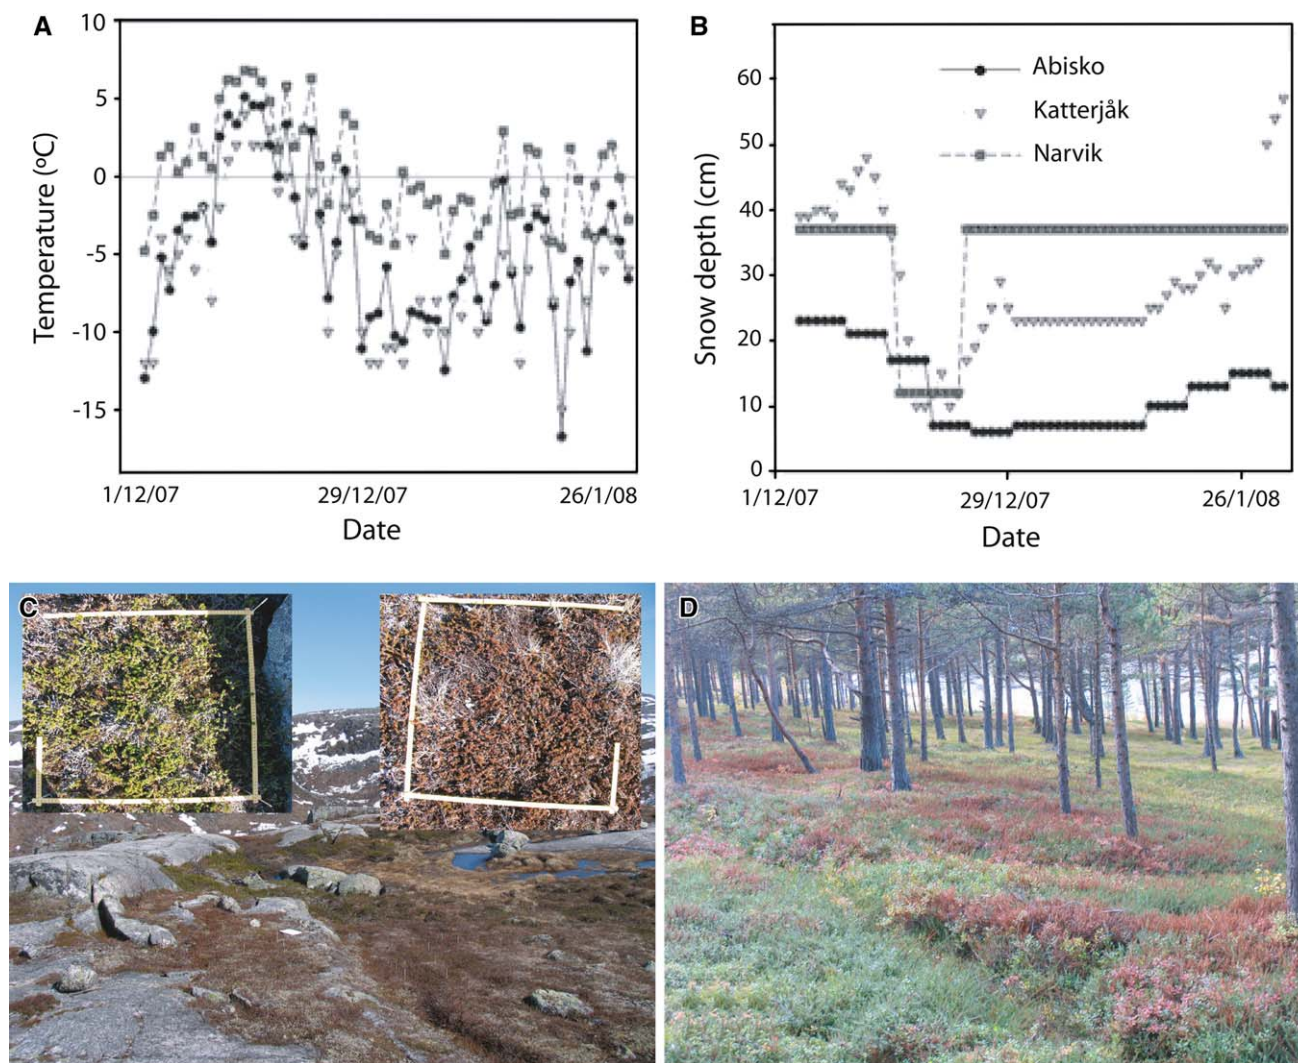 A
10
5
0
-5
-10
-15
Temperature (ºC)
1/12/07
29/12/07
26/1/08
Date
B
60
50
40
30
20
10
0
Snow depth (cm)
Abisko
Katterjåk
Narvik
1/12/07
29/12/07
26/1/08
Date
C
D